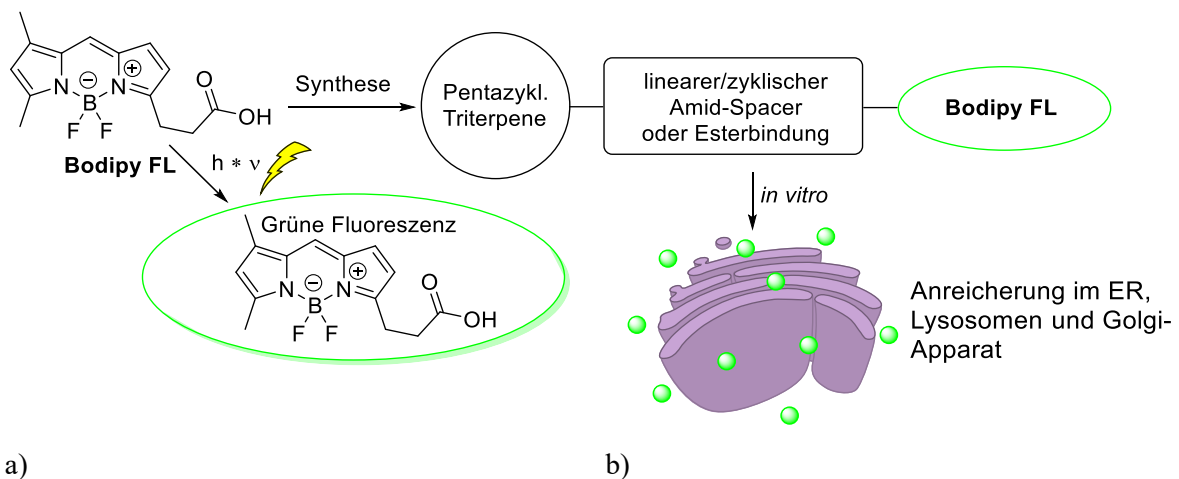 N
B
N
F
F
⊖
⊕
O
OH
Bodipy FL
Synthese
h * ν
Grüne Fluoreszenz
N
B
N
F
F
⊖
⊕
O
OH
Pentazykl.
Triterpene
linearer/zyklischer
Amid-Spacer
oder Esterbindung
Bodipy FL
in vitro
Anreicherung im ER,
Lysosomen und Golgi-
Apparat
a)
b)